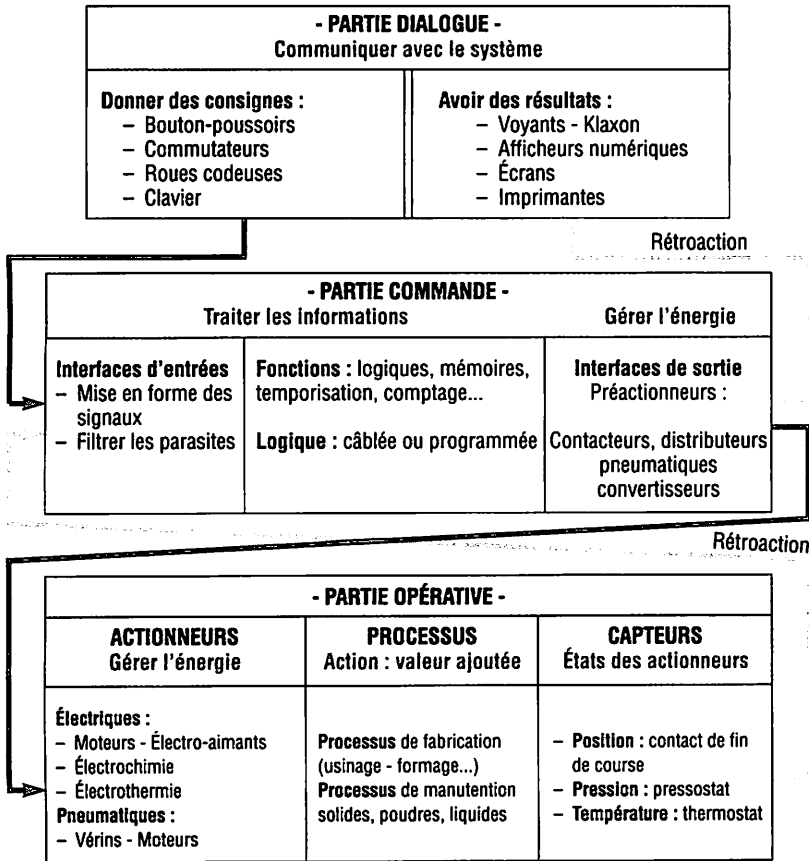 - PARTIE DIALOGUE -
Communiquer avec le système
Donner des consignes :
– Bouton-poussoirs
– Commutateurs
– Roues codeuses
– Clavier
Avoir des résultats :
– Voyants - Klaxon
– Afficheurs numériques
– Écrans
– Imprimantes
Rétroaction
- PARTIE COMMANDE -
Traiter les informations
Gérer l'énergie
Interfaces d'entrées
– Mise en forme des
signaux
– Filtrer les parasites
Fonctions : logiques, mémoires,
temporisation, comptage...
Logique : câblée ou programmée
Interfaces de sortie
Préactionneurs :
Contacteurs, distributeurs
pneumatiques
convertisseurs
Rétroaction
- PARTIE OPÉRATIVE -
ACTIONNEURS
Gérer l'énergie
PROCESSUS
Action : valeur ajoutée
CAPTEURS
États des actionneurs
Électriques :
– Moteurs - Électro-aimants
– Électrochimie
– Électrothermie
Pneumatiques :
– Vérins - Moteurs
Processus de fabrication
(usinage - formage...)
Processus de manutention
solides, poudres, liquides
– Position : contact de fin
de course
– Pression : pressostat
– Température : thermostat